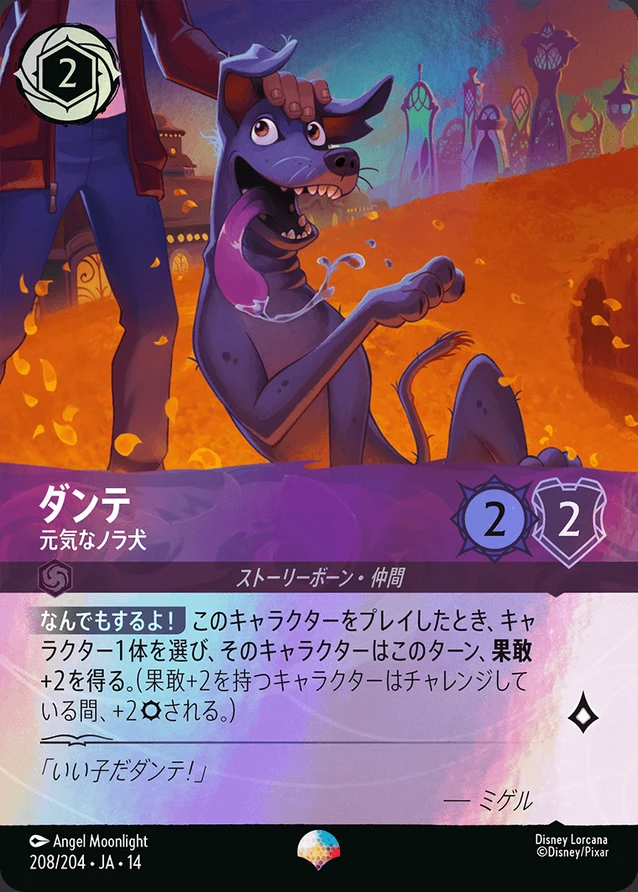 2
ダンテ
元気なノラ犬
2
2
ストーリーボーン・仲間
なんでもするよ! このキャラクターをプレイしたとき、キャ
ラクター1体を選び、そのキャラクターはこのターン、果敢
+2を得る。(果敢+2を持つキャラクターはチャレンジして
いる間、+2される。)
「いい子だダンテ!」
— ミゲル
Angel Moonlight
208/204・JA・14
Disney Lorcana
©Disney/Pixar